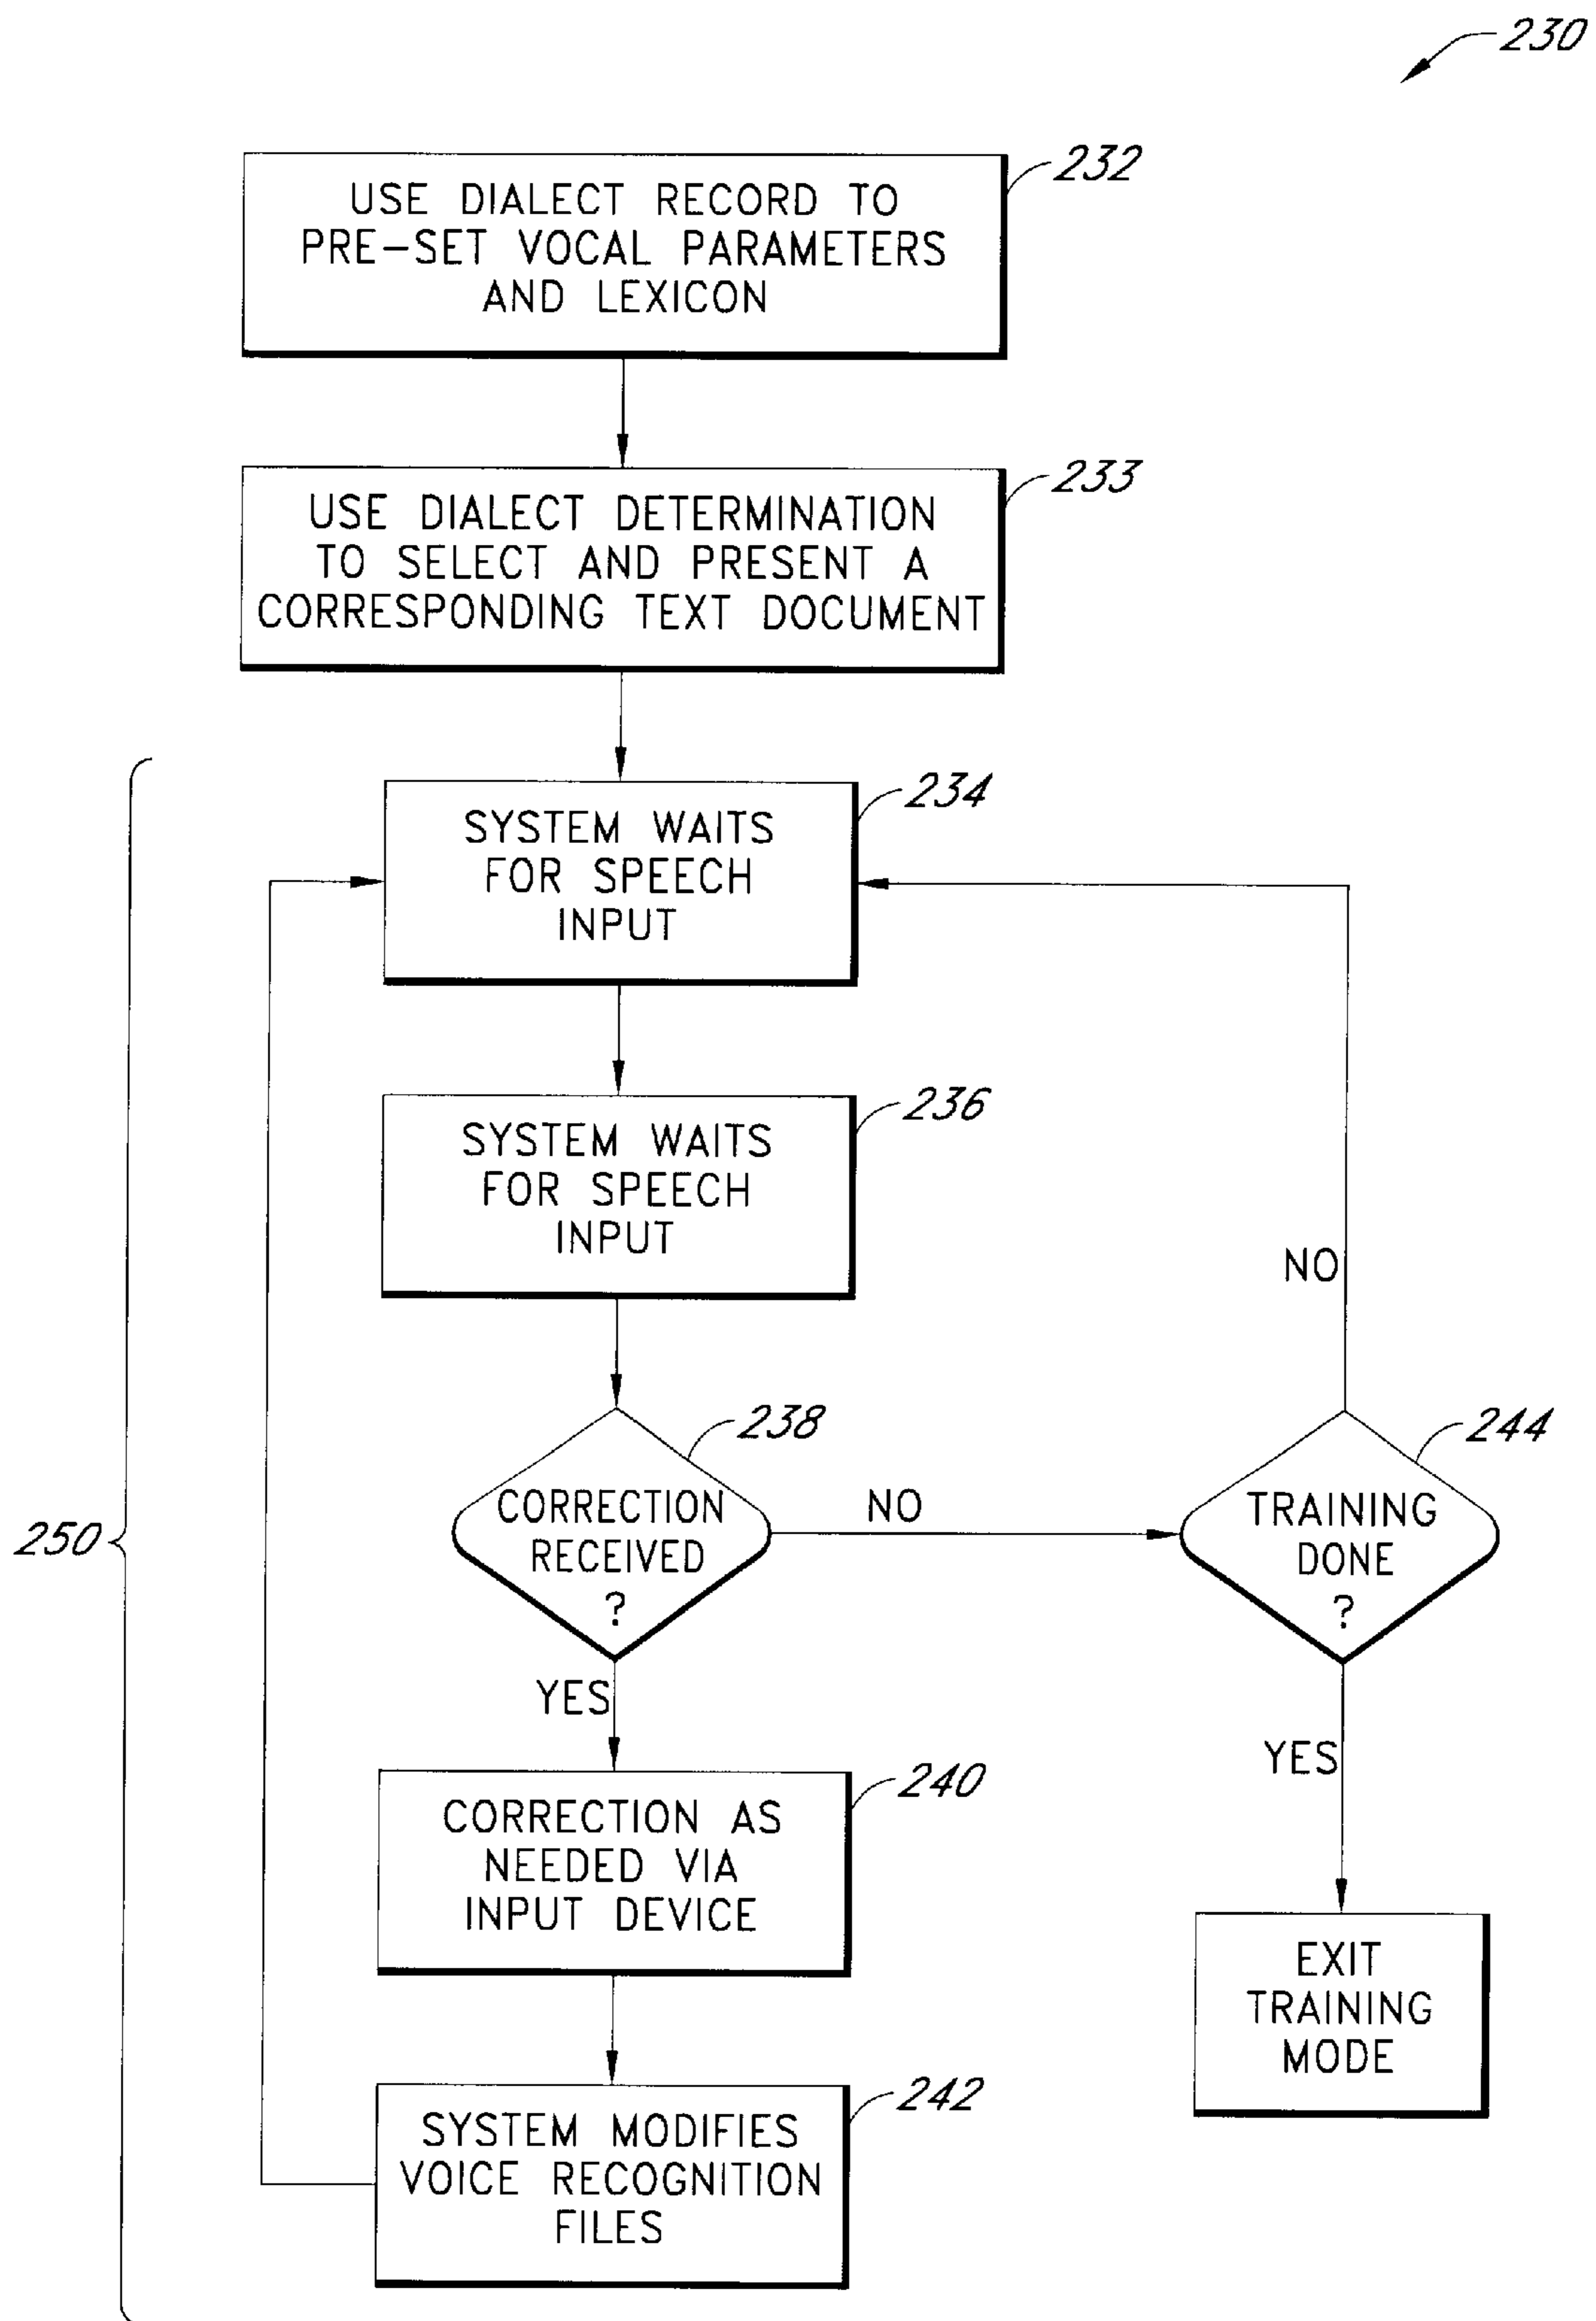 230
232
USE DIALECT RECORD TO
PRE-SET VOCAL PARAMETERS
AND LEXICON
233
USE DIALECT DETERMINATION
TO SELECT AND PRESENT A
CORRESPONDING TEXT DOCUMENT
234
SYSTEM WAITS
FOR SPEECH
INPUT
236
SYSTEM WAITS
FOR SPEECH
INPUT
NO
238
CORRECTION
RECEIVED
?
NO
244
TRAINING
DONE
?
250
YES
YES
240
CORRECTION AS
NEEDED VIA
INPUT DEVICE
EXIT
TRAINING
MODE
242
SYSTEM MODIFIES
VOICE RECOGNITION
FILES